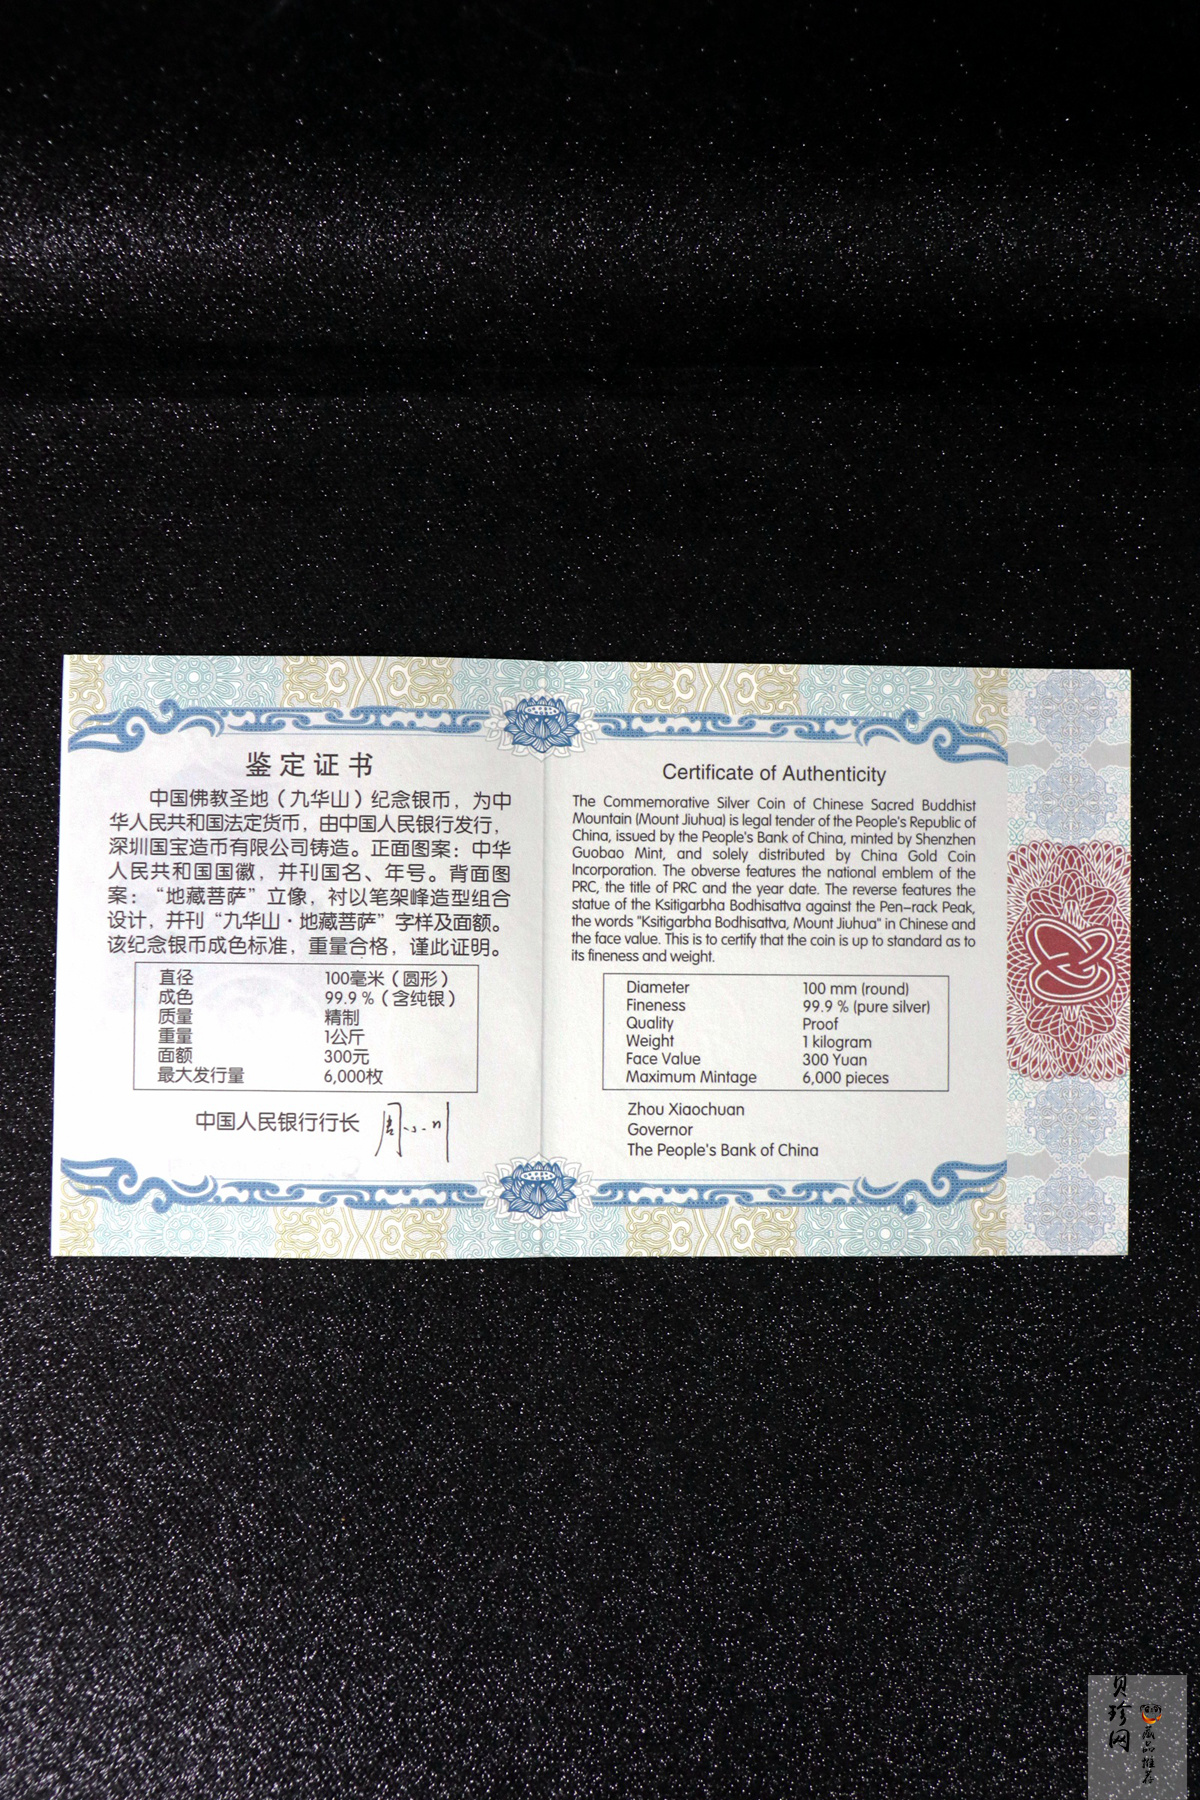 鉴定证书
中国佛教圣地（九华山）纪念银币，为中
华人民共和国法定货币，由中国人民银行发行，
深圳国宝造币有限公司铸造。正面图案：中华
人民共和国国徽，并刊国名、年号。背面图
案：“地藏菩萨”立像，衬以笔架峰造型组合
设计，并刊“九华山·地藏菩萨”字样及面额。
该纪念银币成色标准，重量合格，谨此证明。
直径 100毫米（圆形）
成色 99.9 %（含纯银）
质量 精制
重量 1公斤
面额 300元
最大发行量 6,000枚
中国人民银行行长 周小川
Certificate of Authenticity
The Commemorative Silver Coin of Chinese Sacred Buddhist
Mountain (Mount Jiuhua) is legal tender of the People's Republic of
China, issued by the People's Bank of China, minted by Shenzhen
Guobao Mint, and solely distributed by China Gold Coin
Incorporation. The obverse features the national emblem of the
PRC, the title of PRC and the year date. The reverse features the
statue of the Ksitigarbha Bodhisattva against the Pen-rack Peak,
the words "Ksitigarbha Bodhisattva, Mount Jiuhua" in Chinese and
the face value. This is to certify that the coin is up to standard as to
its fineness and weight.
Diameter 100 mm (round)
Fineness 99.9 % (pure silver)
Quality Proof
Weight 1 kilogram
Face Value 300 Yuan
Maximum Mintage 6,000 pieces
Zhou Xiaochuan
Governor
The People's Bank of China
贝珍网
藏品推荐